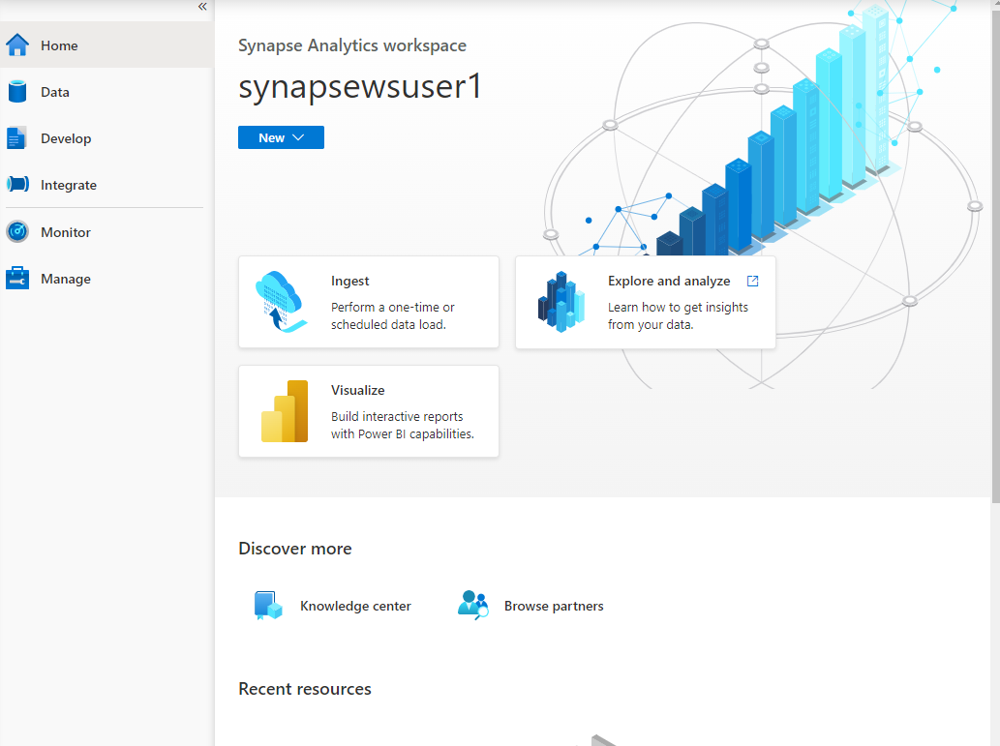 «
Home
Data
Develop
Integrate
Monitor
Manage
Synapse Analytics workspace
synapsewsuser1
New
Ingest
Perform a one-time or
scheduled data load.
Explore and analyze
Learn how to get insights
from your data.
Visualize
Build interactive reports
with Power BI capabilities.
Discover more
Knowledge center
Browse partners
Recent resources